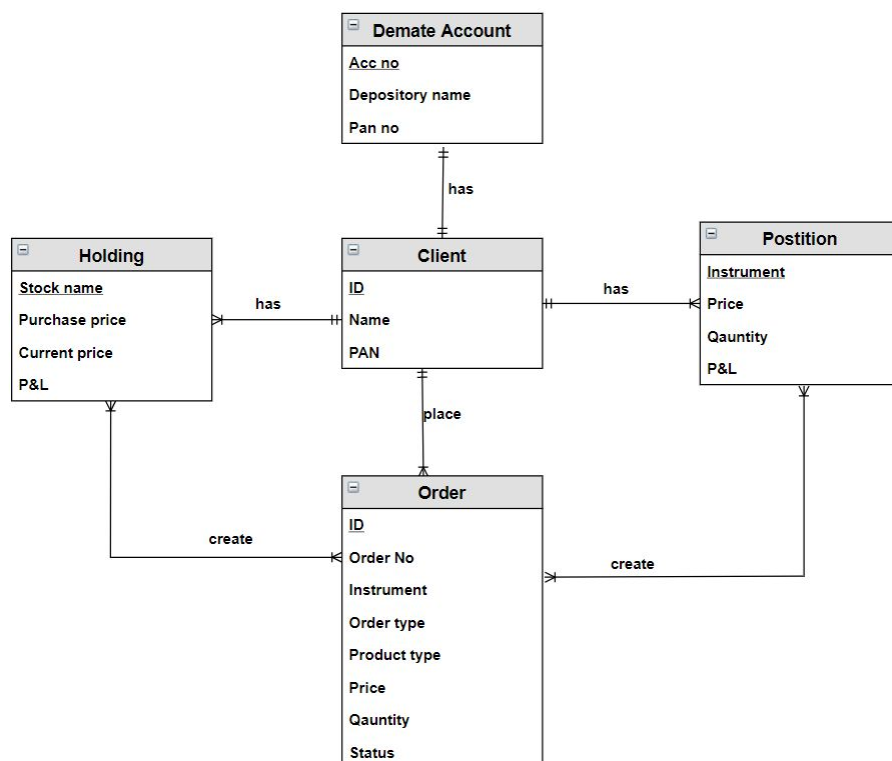 Demate Account
Acc no
Depository name
Pan no
has
Holding
Stock name
Purchase price
Current price
P&L
has
Client
ID
Name
PAN
has
Postition
Instrument
Price
Qauntity
P&L
place
create
Order
ID
Order No
Instrument
Order type
Product type
Price
Qauntity
Status
create